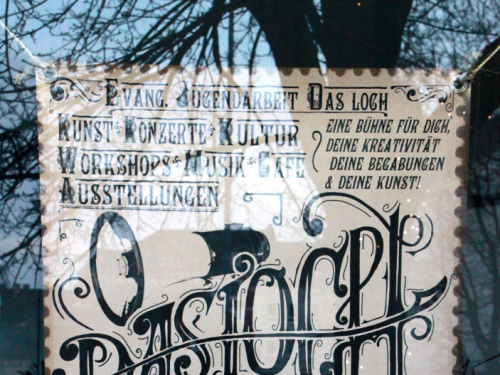 EVANG. JUGENDARBEIT DAS LOCH
KUNST & KONZERTE & KULTUR
WORKSHOPS & MUSIK & CAFE
AUSSTELLUNGEN
EINE BÜHNE FÜR DICH,
DEINE KREATIVITÄT
DEINE BEGABUNGEN
& DEINE KUNST!
DAS LOCH